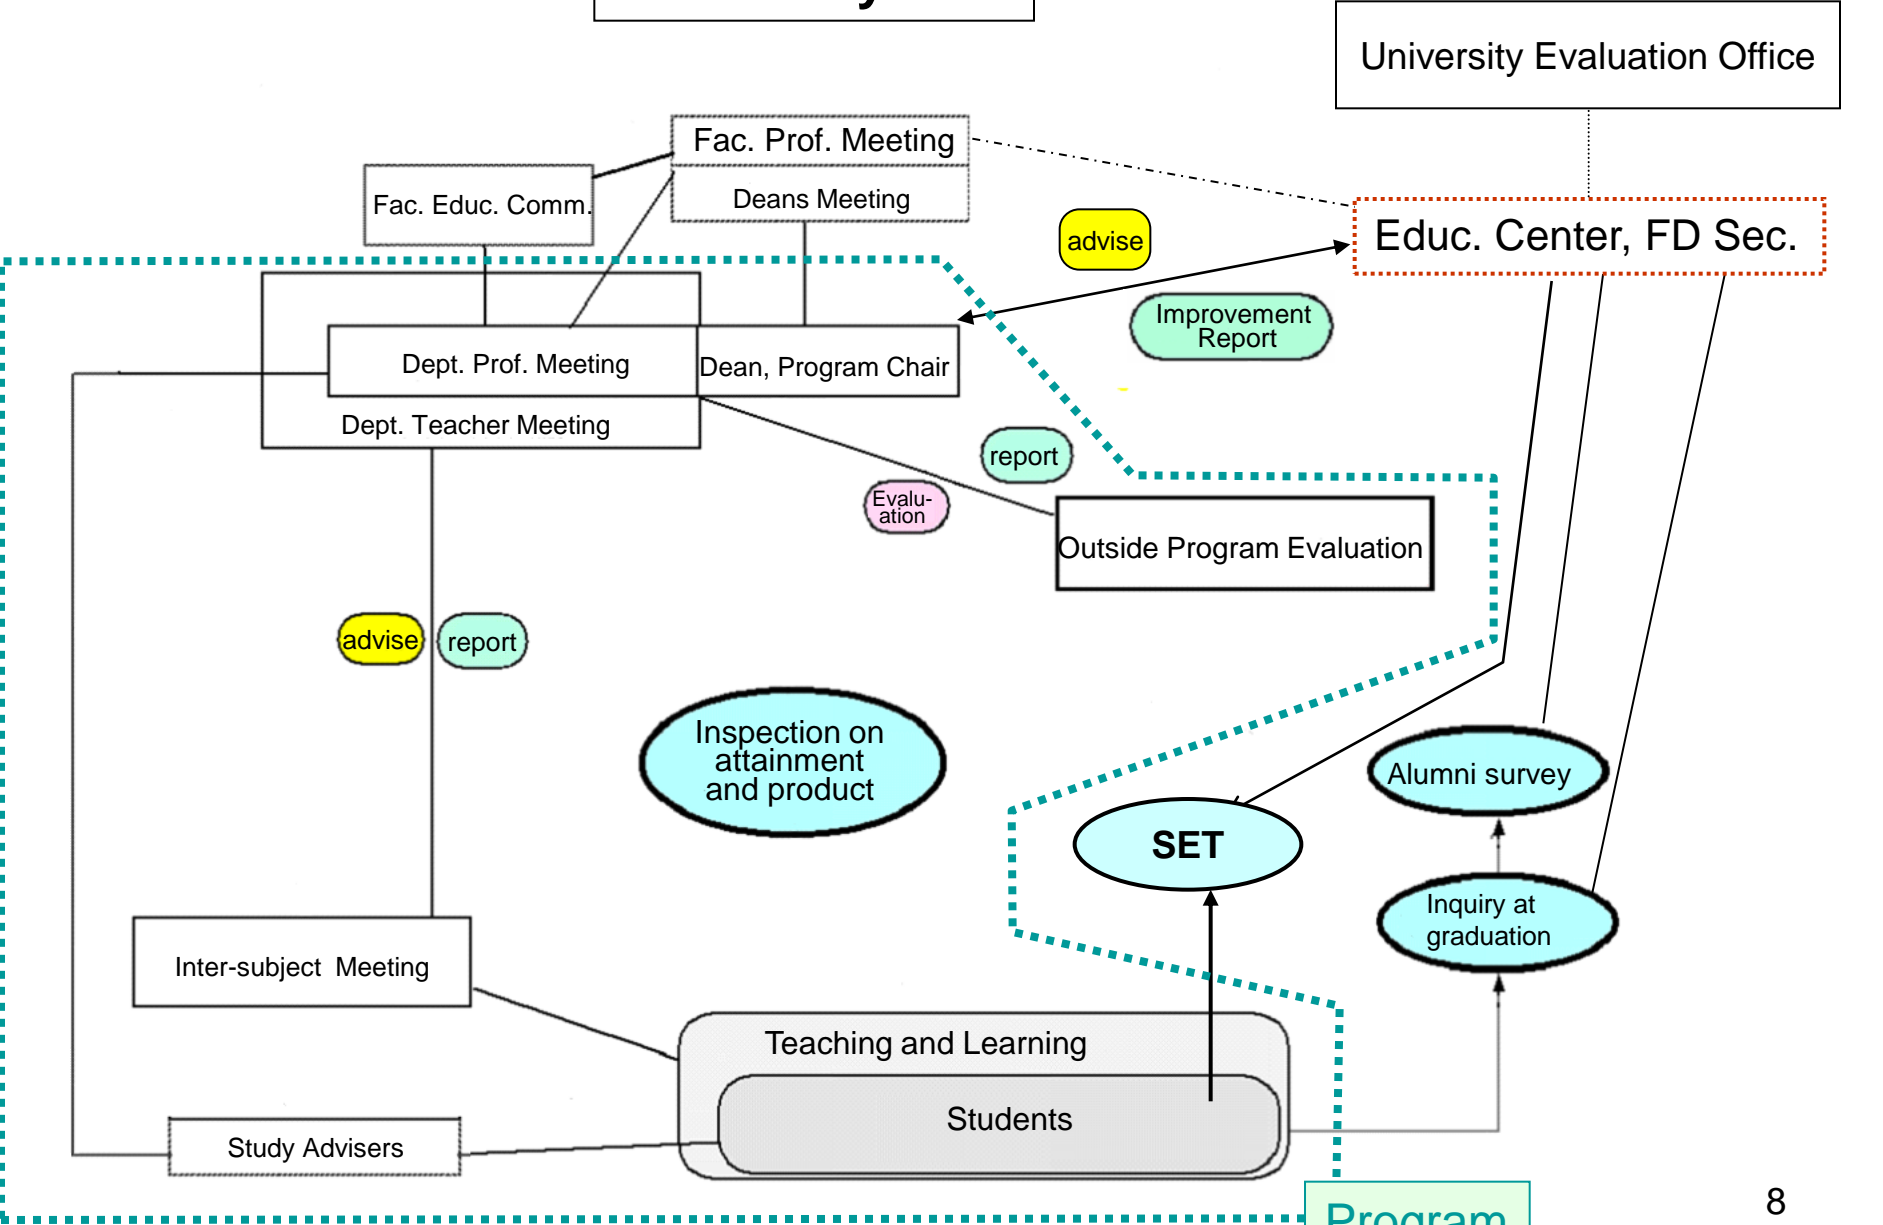 University Evaluation Office
Fac. Prof. Meeting
Deans Meeting
Fac. Educ. Comm.
advise
Educ. Center, FD Sec.
Improvement
Report
Dept. Prof. Meeting
Dean, Program Chair
Dept. Teacher Meeting
report
Evalu-
ation
Outside Program Evaluation
advise
report
Inspection on
attainment
and product
Alumni survey
SET
Inquiry at
graduation
Inter-subject Meeting
Teaching and Learning
Students
Study Advisers
Program
8